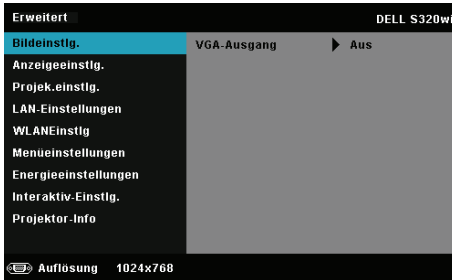 Erweitert DELL S320wi
Bildeinstlg. VGA-Ausgang Aus
Anzeigeeinstlg.
Projek.einstlg.
LAN-Einstellungen
WLANEinstlg
Menüeinstellungen
Energieeinstellungen
Interaktiv-Einstlg.
Projektor-Info
Auflösung 1024x768